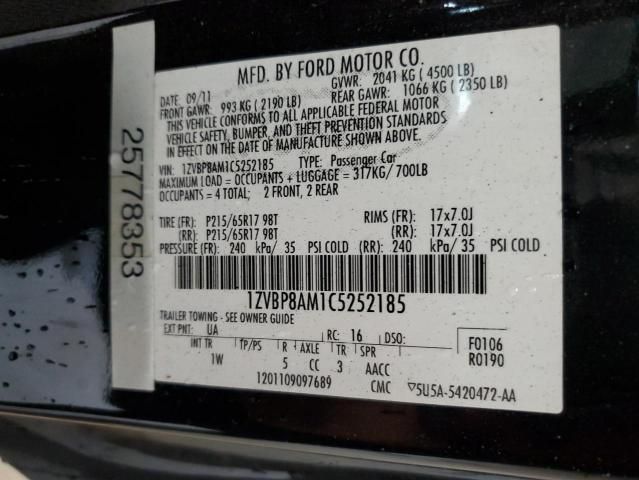 MFD. BY FORD MOTOR CO.
DATE: 09/11 GVWR: 2041 KG ( 4500 LB)
FRONT GAWR: 993 KG ( 2190 LB) REAR GAWR: 1066 KG ( 2350 LB)
THIS VEHICLE CONFORMS TO ALL APPLICABLE FEDERAL MOTOR
VEHICLE SAFETY, BUMPER, AND THEFT PREVENTION STANDARDS
IN EFFECT ON THE DATE OF MANUFACTURE SHOWN ABOVE.
VIN: 1ZVBP8AM1C5252185 TYPE: Passenger Car
MAXIMUM LOAD = OCCUPANTS + LUGGAGE = 317KG/ 700LB
OCCUPANTS = 4 TOTAL; 2 FRONT, 2 REAR
TIRE (FR): P215/65R17 98T RIMS (FR): 17x7.0J
(RR): P215/65R17 98T (RR): 17x7.0J
PRESSURE (FR): 240 kPa/ 35 PSI COLD (RR): 240 kPa/ 35 PSI COLD
1ZVBP8AM1C5252185
TRAILER TOWING - SEE OWNER GUIDE
EXT PNT: UA RC: 16 DSO:
INT TR TP/PS R AXLE TR SPR
1W 5 CC 3 AACC
1201109097689 CMC
F0106
R0190
▽5U5A-5420472-AA
25778353